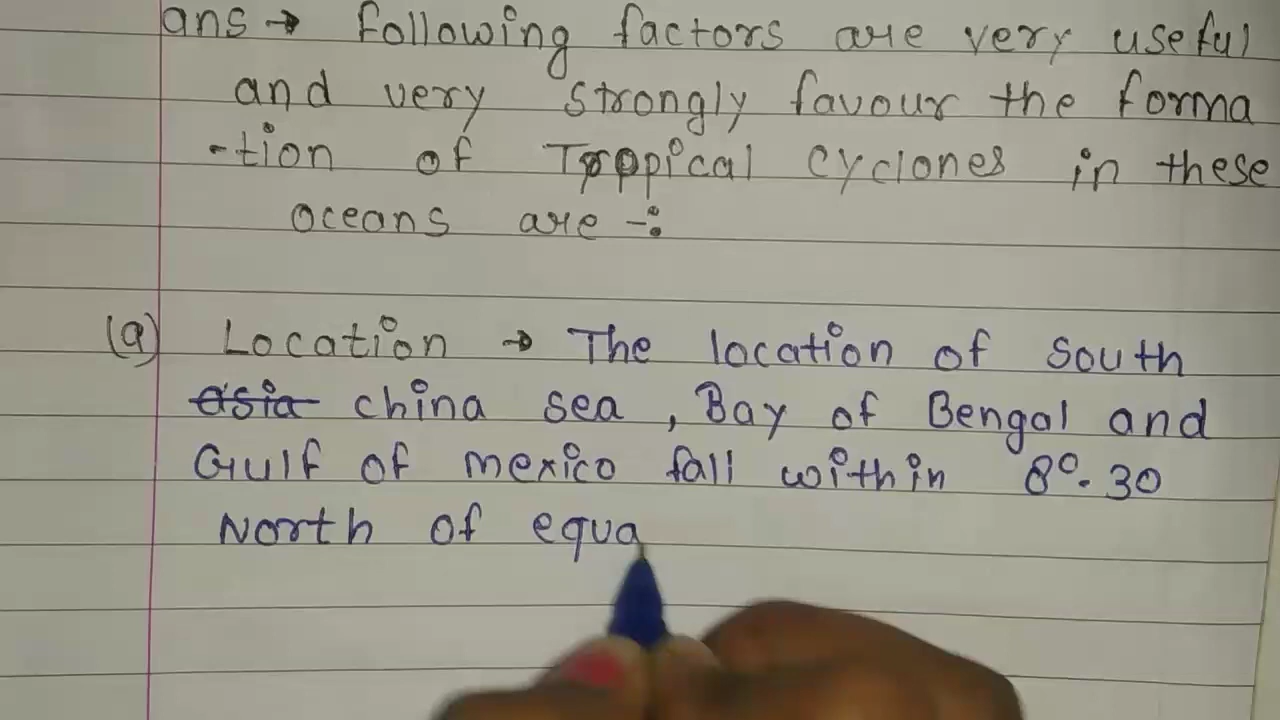 ans → Following factors are very useful
and very strongly favour the forma
-tion of Tropical cyclones in these
oceans are -:
(a) Location → The location of south
asia china sea, Bay of Bengal and
Gulf of mexico fall within 8°-30
North of equa